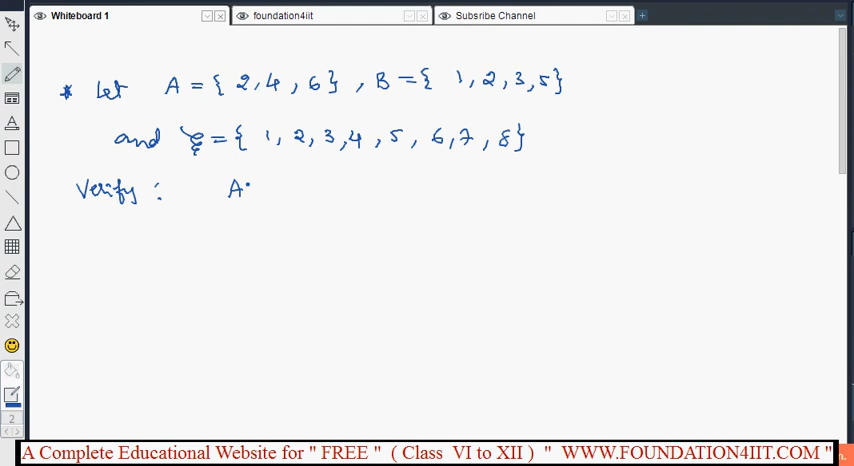 Whiteboard 1
foundation4iit
Subsribe Channel
* Let A = { 2, 4, 6 }, B = { 1, 2, 3, 5 }
and ξ = { 1, 2, 3, 4, 5, 6, 7, 8 }
Verify : A
2
A Complete Educational Website for " FREE " ( Class VI to XII ) " WWW.FOUNDATION4IIT.COM "